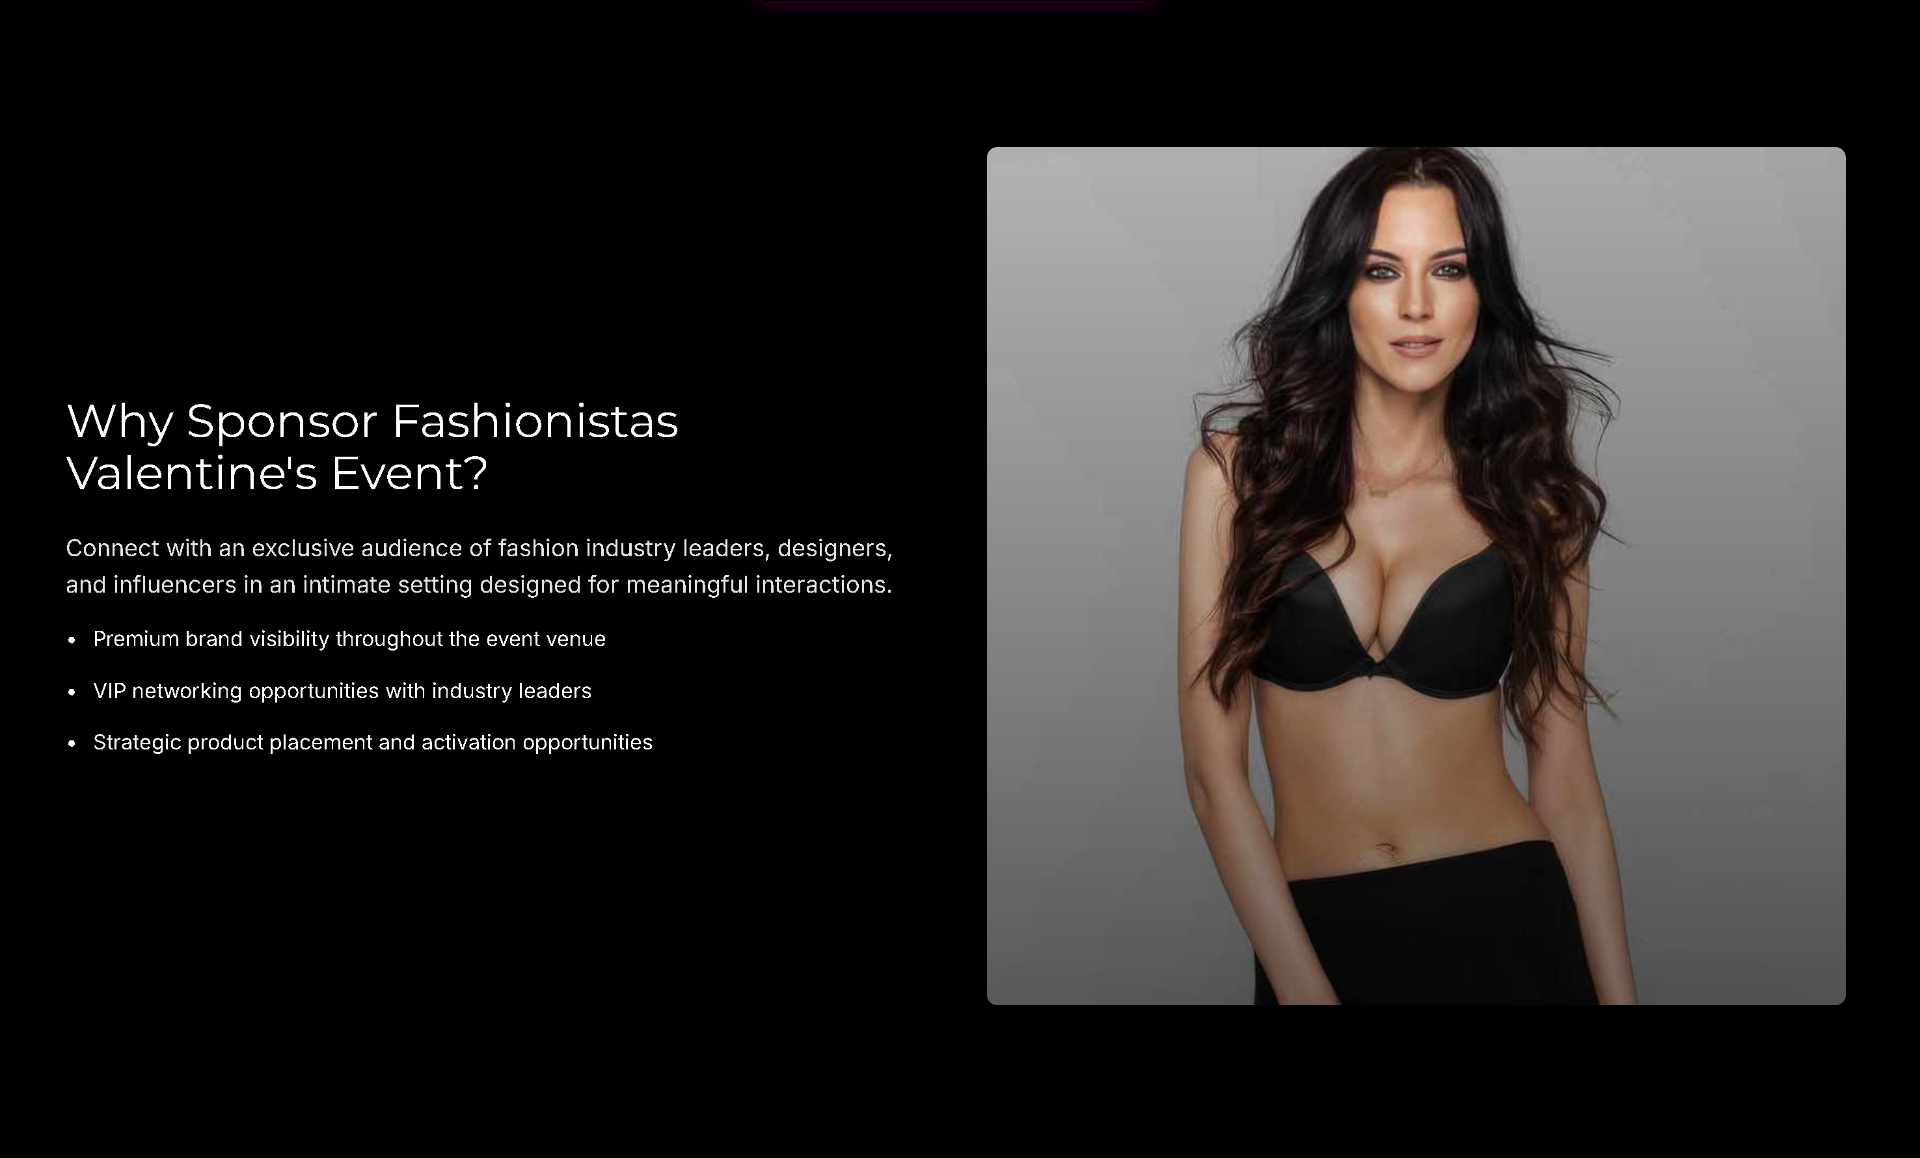 Why Sponsor Fashionistas
Valentine's Event?
Connect with an exclusive audience of fashion industry leaders, designers,
and influencers in an intimate setting designed for meaningful interactions.
• Premium brand visibility throughout the event venue
• VIP networking opportunities with industry leaders
• Strategic product placement and activation opportunities